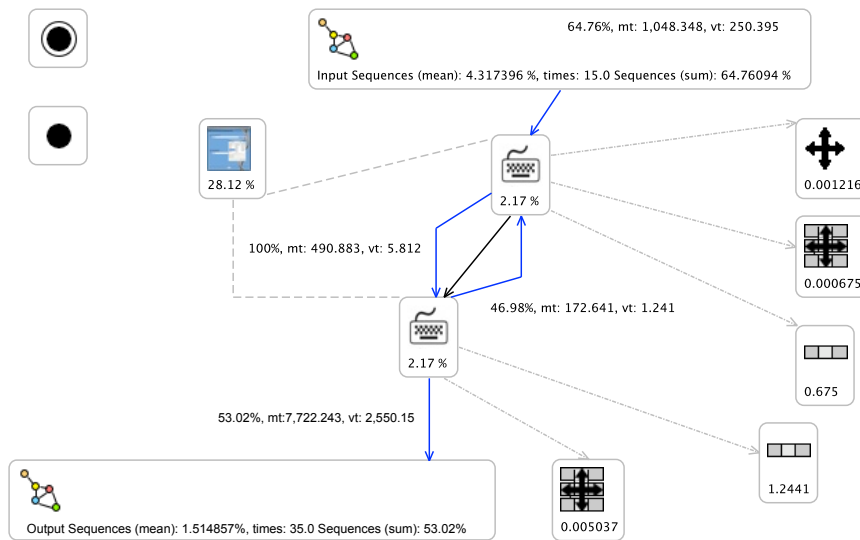 64.76%, mt: 1,048.348, vt: 250.395
Input Sequences (mean): 4.317396 %, times: 15.0 Sequences (sum): 64.76094 %
28.12 %
2.17 %
0.001216
0.000675
100%, mt: 490.883, vt: 5.812
46.98%, mt: 172.641, vt: 1.241
2.17 %
0.675
53.02%, mt:7,722.243, vt: 2,550.15
1.2441
Output Sequences (mean): 1.514857%, times: 35.0 Sequences (sum): 53.02%
0.005037